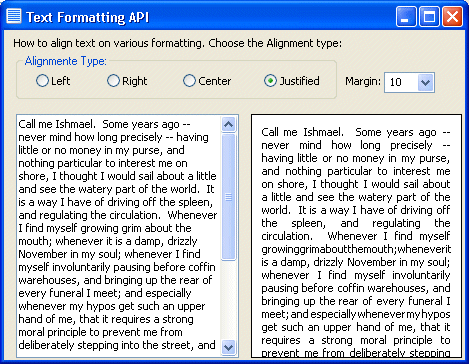 Text Formatting API
How to align text on various formatting. Choose the Alignment type:
Alignmente Type:
Left
Right
Center
Justified
Margin:
10
Call me Ishmael.  Some years ago --
never mind how long precisely -- having
little or no money in my purse, and
nothing particular to interest me on
shore, I thought I would sail about a little
and see the watery part of the world.  It
is a way I have of driving off the spleen,
and regulating the circulation.  Whenever
I find myself growing grim about the
mouth; whenever it is a damp, drizzly
November in my soul; whenever I find
myself involuntarily pausing before coffin
warehouses, and bringing up the rear of
every funeral I meet; and especially
whenever my hypos get such an upper
hand of me, that it requires a strong
moral principle to prevent me from
deliberately stepping into the street, and
Call me Ishmael.  Some years ago --
never mind how long precisely --
having little or no money in my purse,
and nothing particular to interest me
on shore, I thought I would sail about
a little and see the watery part of the
world.  It is a way I have of driving off
the spleen, and regulating the
circulation.  Whenever I find myself
growinggrimaboutthemouth;wheneverit
is a damp, drizzly November in my soul;
whenever I find myself involuntarily
pausing before coffin warehouses, and
bringing up the rear of every funeral I
meet; and especially whenever my hypos
get such an upper hand of me, that it
requires a strong moral principle to
prevent me from deliberately stepping